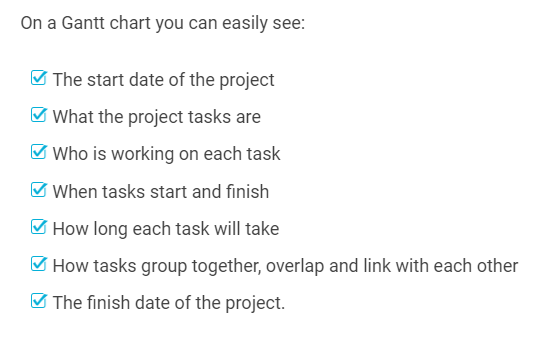 On a Gantt chart you can easily see:
The start date of the project
What the project tasks are
Who is working on each task
When tasks start and finish
How long each task will take
How tasks group together, overlap and link with each other
The finish date of the project.